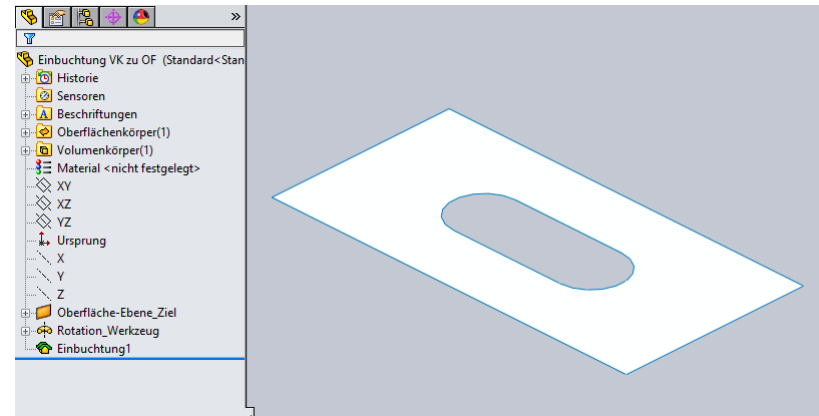 »
Einbuchtung VK zu OF (Standard<Stan
Historie
Sensoren
A Beschriftungen
Oberflächenkörper(1)
Volumenkörper(1)
Material <nicht festgelegt>
XY
XZ
YZ
Ursprung
X
Y
Z
Oberfläche-Ebene_Ziel
Rotation_Werkzeug
Einbuchtung1